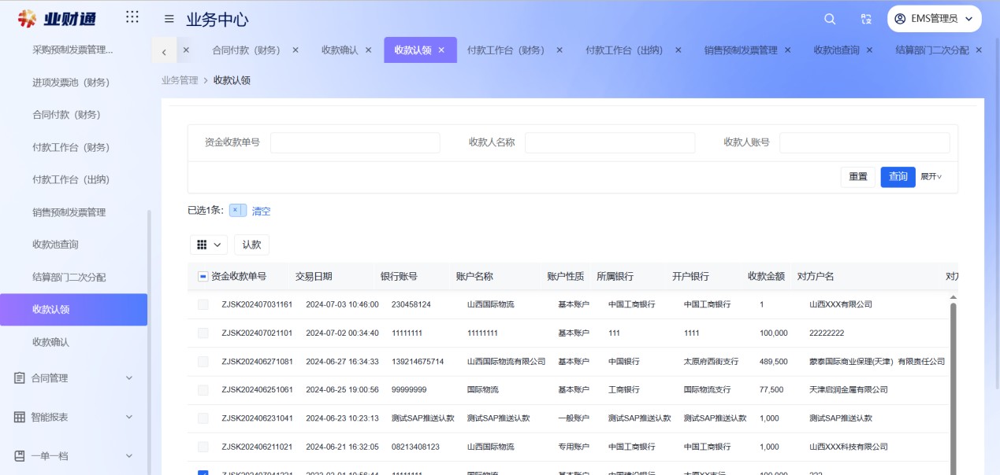 业财通
业务中心
EMS管理员
合同付款（财务）
收款确认
收款认领
付款工作台（财务）
付款工作台（出纳）
销售预制发票管理
收款池查询
结算部门二次分配
业务管理 > 收款认领
采购预制发票管理...
进项发票池（财务）
合同付款（财务）
付款工作台（财务）
付款工作台（出纳）
销售预制发票管理
收款池查询
结算部门二次分配
收款认领
收款确认
合同管理
智能报表
一单一档
资金收款单号 收款人名称 收款人账号
重置 查询 展开
已选1条： 清空
认款
资金收款单号 交易日期 银行账号 账户名称 账户性质 所属银行 开户银行 收款金额 对方户名
ZJSK202407031161 2024-07-03 10:46:00 230458124 山西国际物流 基本账户 中国工商银行 中国工商银行 1 山西XXX有限公司
ZJSK202407021101 2024-07-02 00:34:40 11111111 11111111 基本账户 111 1111 100,000 22222222
ZJSK202406271081 2024-06-27 16:34:33 139214675714 山西国际物流有限公司 基本账户 中国银行 太原府西街支行 489,500 蒙泰国际商业保理(天津）有限责任公司
ZJSK202406251061 2024-06-25 19:00:56 99999999 国际物流 基本账户 工商银行 国际物流支行 77,500 天津启润金属有限公司
ZJSK202406231041 2024-06-23 10:23:13 测试SAP推送认款 测试SAP推送认款 一般账户 测试SAP推送认款 测试SAP推送认款 1,000 测试SAP推送认款
ZJSK202406211021 2024-06-21 16:32:05 08213408123 山西国际物流 专用账户 中国工商银行 中国工商银行 1,000 山西XXX科技有限公司